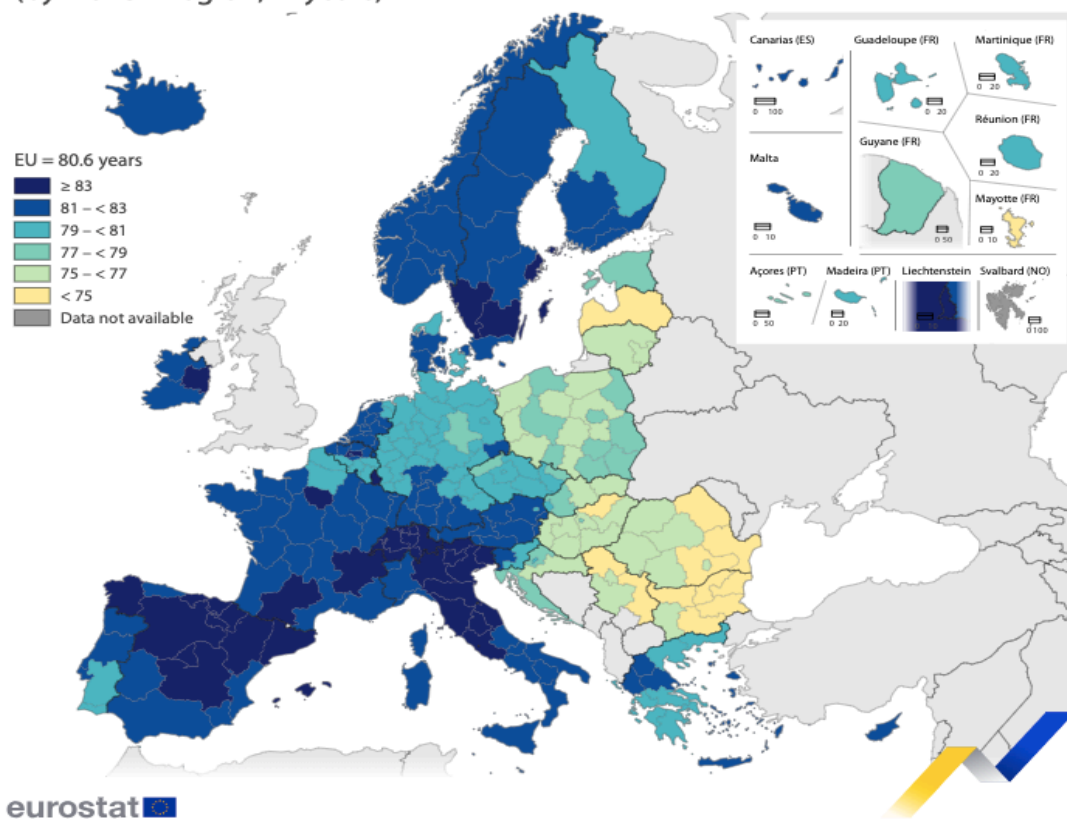 EU = 80.6 years
≥ 83
81 – < 83
79 – < 81
77 – < 79
75 – < 77
< 75
Data not available
Canarias (ES)
0 100
Guadeloupe (FR)
0 20
Martinique (FR)
0 20
Réunion (FR)
0 20
Guyane (FR)
0 50
Malta
0 10
Mayotte (FR)
0 10
Açores (PT)
0 50
Madeira (PT)
0 20
Liechtenstein
Svalbard (NO)
0 100
eurostat